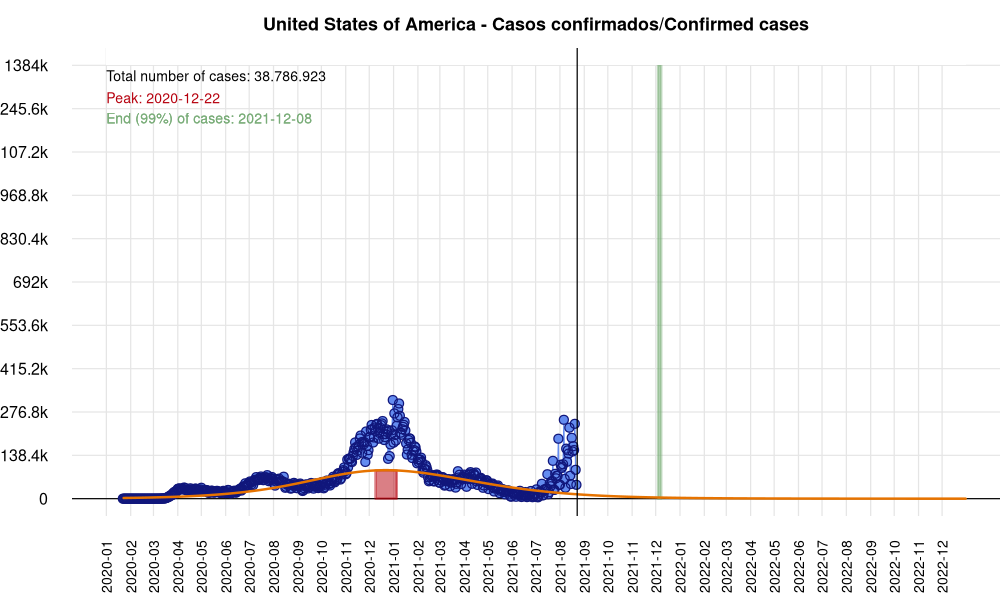 United States of America - Casos confirmados/Confirmed cases
Total number of cases: 38.786.923
Peak: 2020-12-22
End (99%) of cases: 2021-12-08
1384k
245.6k
107.2k
968.8k
830.4k
692k
553.6k
415.2k
276.8k
138.4k
0
2020-01
2020-02
2020-03
2020-04
2020-05
2020-06
2020-07
2020-08
2020-09
2020-10
2020-11
2020-12
2021-01
2021-02
2021-03
2021-04
2021-05
2021-06
2021-07
2021-08
2021-09
2021-10
2021-11
2021-12
2022-01
2022-02
2022-03
2022-04
2022-05
2022-06
2022-07
2022-08
2022-09
2022-10
2022-11
2022-12